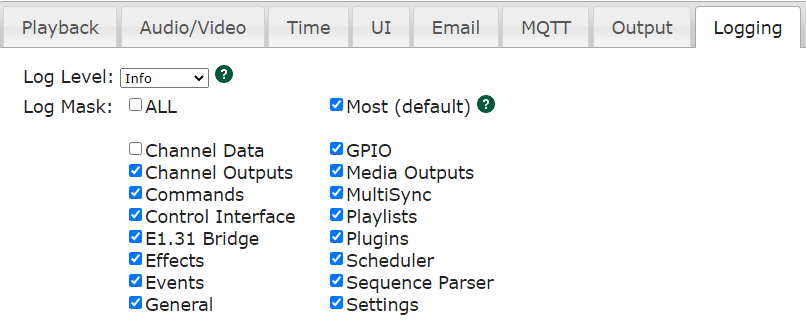 Playback Audio/Video Time UI Email MQTT Output Logging
Log Level: Info ?
Log Mask: ALL Most (default) ?
Channel Data GPIO
Channel Outputs Media Outputs
Commands MultiSync
Control Interface Playlists
E1.31 Bridge Plugins
Effects Scheduler
Events Sequence Parser
General Settings